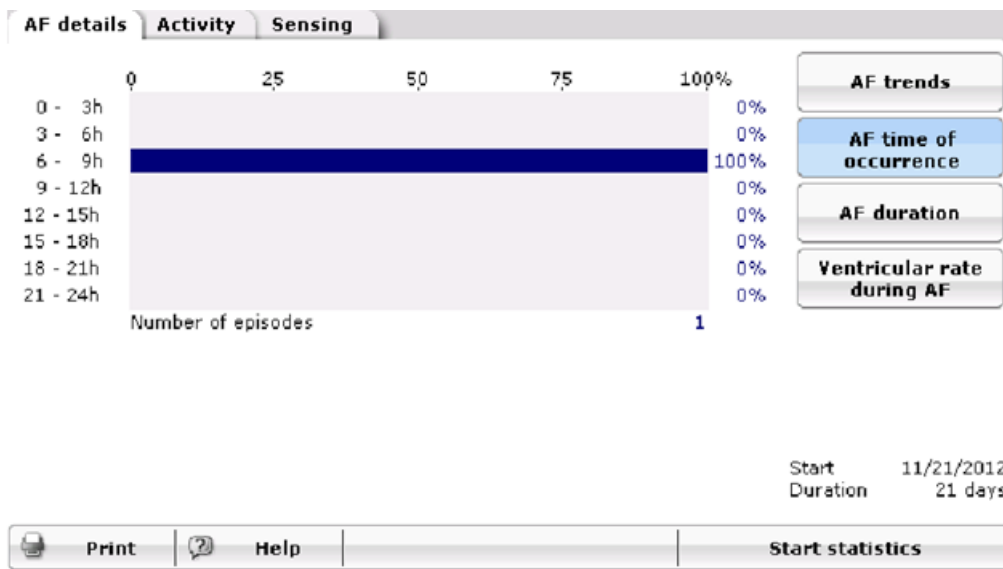 AF details Activity Sensing
0 25 50 75 100%
0 - 3h 0%
3 - 6h 0%
6 - 9h 100%
9 - 12h 0%
12 - 15h 0%
15 - 18h 0%
18 - 21h 0%
21 - 24h 0%
Number of episodes 1
AF trends
AF time of
occurrence
AF duration
Ventricular rate
during AF
Start 11/21/2012
Duration 21 days
Print Help Start statistics